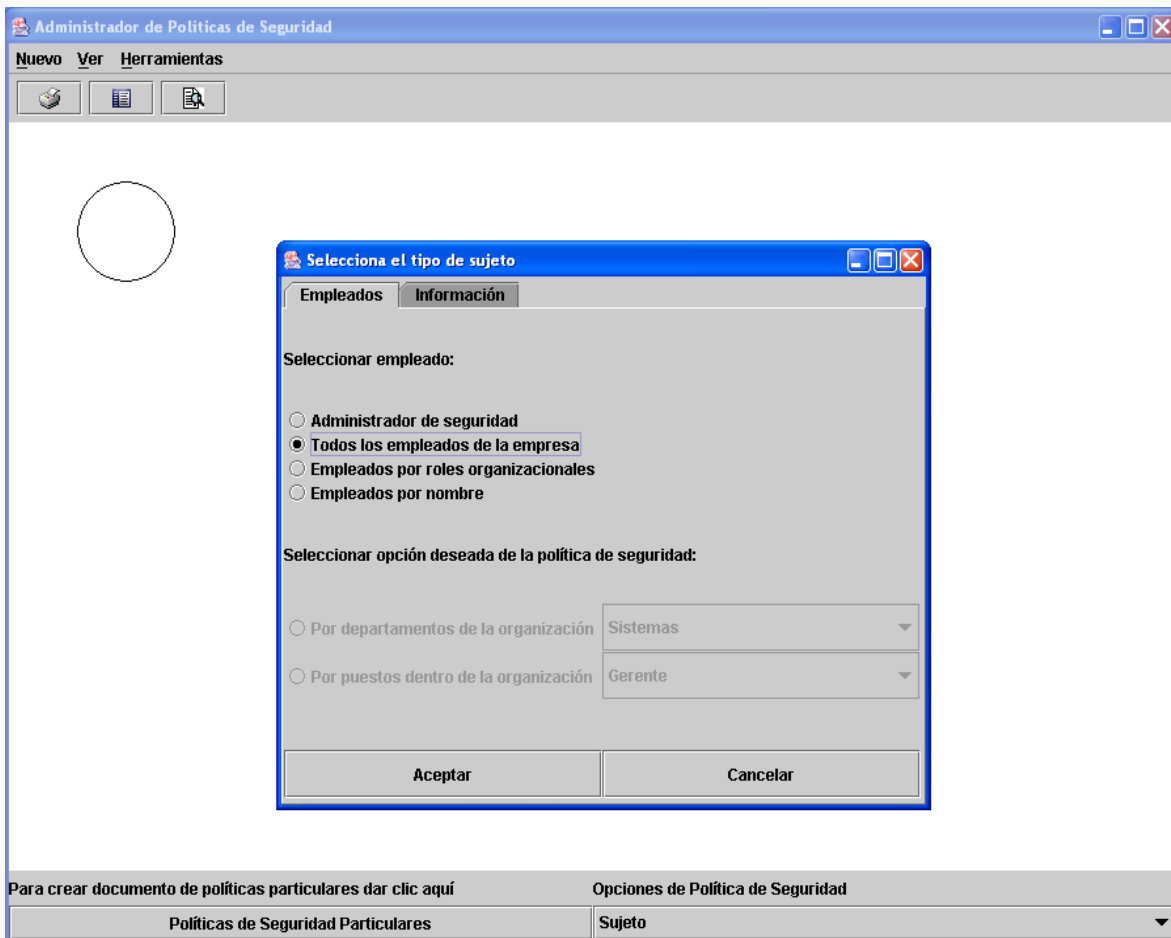 Administrador de Políticas de Seguridad
Nuevo Ver Herramientas
Selecciona el tipo de sujeto
Empleados Información
Seleccionar empleado:
Administrador de seguridad
Todos los empleados de la empresa
Empleados por roles organizacionales
Empleados por nombre
Seleccionar opción deseada de la política de seguridad:
Por departamentos de la organización Sistemas
Por puestos dentro de la organización Gerente
Aceptar Cancelar
Para crear documento de políticas particulares dar clic aquí Opciones de Política de Seguridad
Políticas de Seguridad Particulares Sujeto